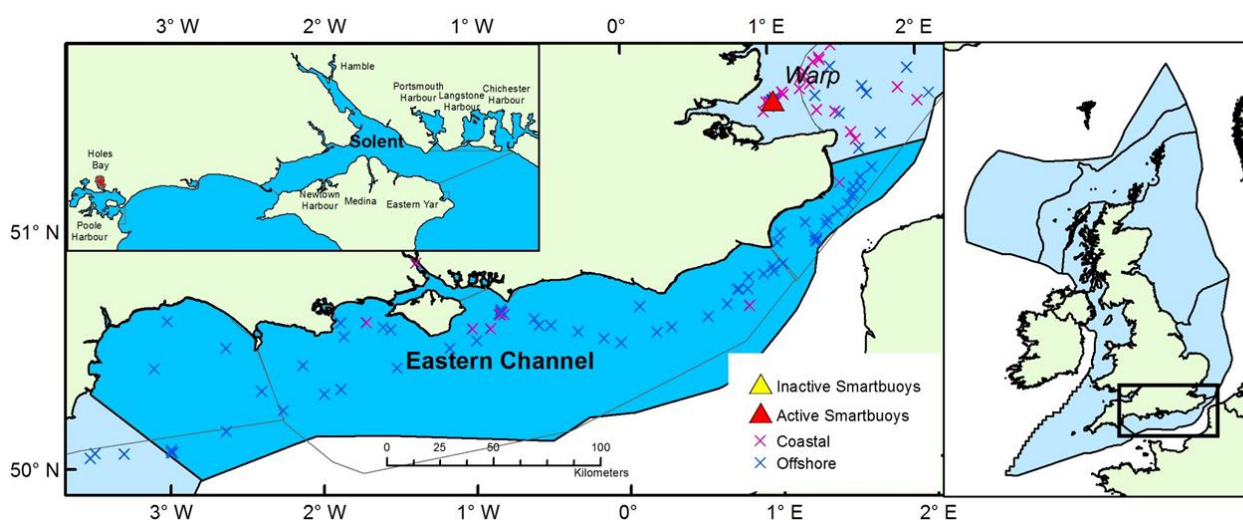 3° W
2° W
1° W
0°
1° E
2° E
Hamble
Portsmouth
Harbour
Langstone
Harbour
Chichester
Harbour
Solent
Holes
Bay
Poole
Harbour
Newtown
Harbour
Medina
Eastern Yar
Warp
51° N
50° N
Eastern Channel
Inactive Smartbuoys
Active Smartbuoys
Coastal
Offshore
0 25 50 100
Kilometers
3° W
2° W
1° W
0°
1° E
2° E